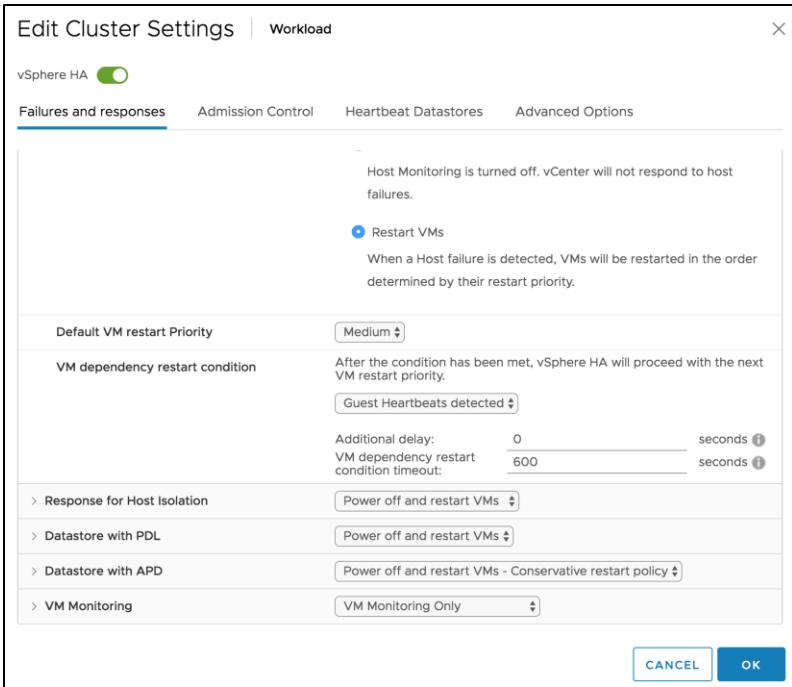 Edit Cluster Settings Workload
vSphere HA
Failures and responses Admission Control Heartbeat Datastores Advanced Options
Host Monitoring is turned off. vCenter will not respond to host
failures.
Restart VMs
When a Host failure is detected, VMs will be restarted in the order
determined by their restart priority.
Default VM restart Priority Medium
VM dependency restart condition After the condition has been met, vSphere HA will proceed with the next
VM restart priority.
Guest Heartbeats detected
Additional delay: 0 seconds
VM dependency restart
condition timeout: 600 seconds
Response for Host Isolation Power off and restart VMs
Datastore with PDL Power off and restart VMs
Datastore with APD Power off and restart VMs - Conservative restart policy
VM Monitoring VM Monitoring Only
CANCEL OK